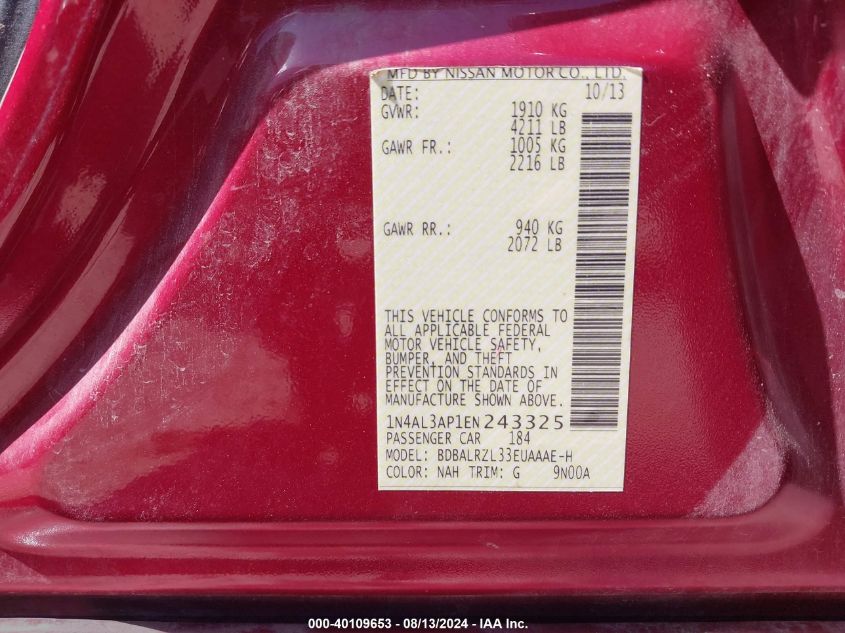 MFD BY NISSAN MOTOR CO., LTD.
DATE: 10/13
GVWR: 1910 KG
4211 LB
GAWR FR.: 1005 KG
2216 LB
GAWR RR.: 940 KG
2072 LB
THIS VEHICLE CONFORMS TO
ALL APPLICABLE FEDERAL
MOTOR VEHICLE SAFETY,
BUMPER, AND THEFT
PREVENTION STANDARDS IN
EFFECT ON THE DATE OF
MANUFACTURE SHOWN ABOVE.
1N4AL3AP1EN243325
PASSENGER CAR 184
MODEL: BDBALRZL33EUAAAE-H
COLOR: NAH TRIM: G 9N00A
000-40109653 - 08/13/2024 - IAA Inc.